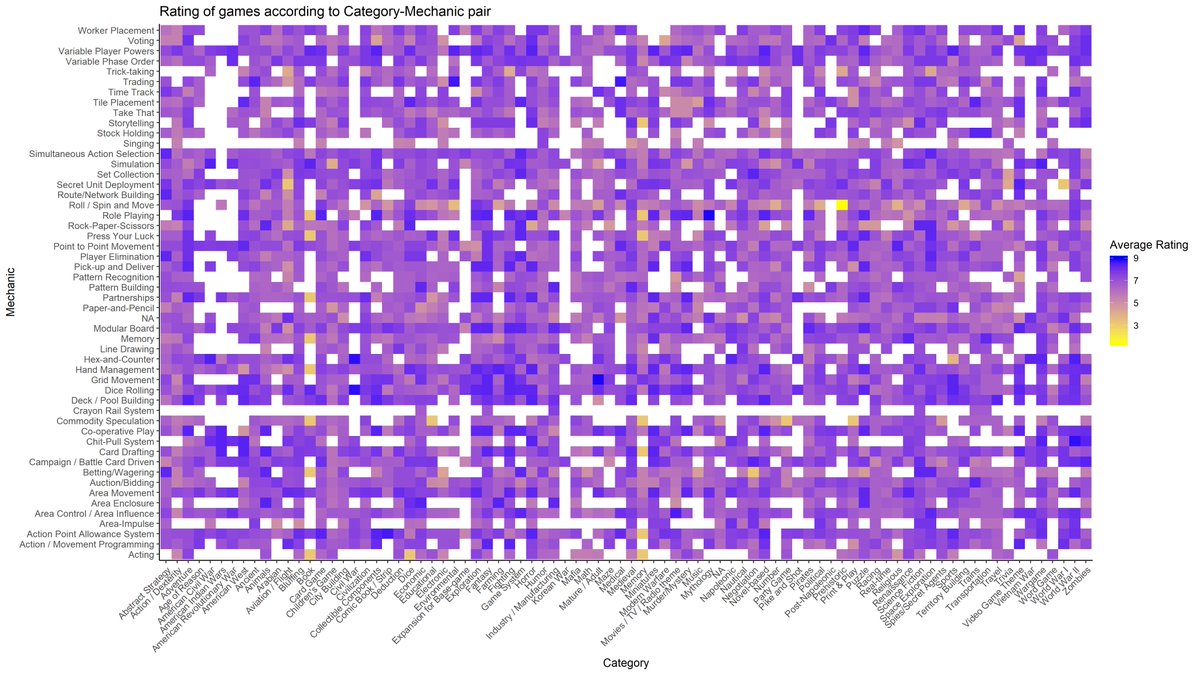 Rating of games according to Category-Mechanic pair
Mechanic
Worker Placement
Voting
Variable Player Powers
Variable Phase Order
Trick-taking
Trading
Time Track
Tile Placement
Take That
Storytelling
Stock Holding
Singing
Simultaneous Action Selection
Simulation
Set Collection
Secret Unit Deployment
Route/Network Building
Roll / Spin and Move
Role Playing
Rock-Paper-Scissors
Press Your Luck
Point to Point Movement
Player Elimination
Pick-up and Deliver
Pattern Recognition
Pattern Building
Partnerships
Paper-and-Pencil
NA
Modular Board
Memory
Line Drawing
Hex-and-Counter
Hand Management
Grid Movement
Dice Rolling
Deck / Pool Building
Crayon Rail System
Commodity Speculation
Co-operative Play
Chit-Pull System
Card Drafting
Campaign / Battle Card Driven
Betting/Wagering
Auction/Bidding
Area Movement
Area Enclosure
Area Control / Area Influence
Area-Impulse
Action Point Allowance System
Action / Movement Programming
Acting
Abstract Strategy
Action / Dexterity
Adventure
Age of Reason
American Civil War
American Indian Wars
American Revolutionary War
American West
Ancient
Animals
Arabian
Aviation / Flight
Bluffing
Book
Card Game
Children's Game
City Building
Civil War
Civilization
Collectible Components
Comic Book / Strip
Deduction
Dice
Economic
Educational
Electronic
Environmental
Expansion for Base-game
Exploration
Fantasy
Farming
Fighting
Game System
Horror
Humor
Industry / Manufacturing
Korean War
Mafia
Math
Mature / Adult
Maze
Medical
Medieval
Memory
Miniatures
Modern Warfare
Movies / TV / Radio theme
Murder/Mystery
Music
Mythology
NA
Napoleonic
Nautical
Negotiation
Novel-based
Number
Party Game
Pike and Shot
Pirates
Political
Post-Napoleonic
Prehistoric
Print & Play
Puzzle
Racing
Real-time
Religious
Renaissance
Science Fiction
Space Exploration
Spies/Secret Agents
Sports
Territory Building
Trains
Transportation
Travel
Trivia
Video Game Theme
Vietnam War
Wargame
Word Game
World War I
World War II
Zombies
Category
Average Rating
9
7
5
3